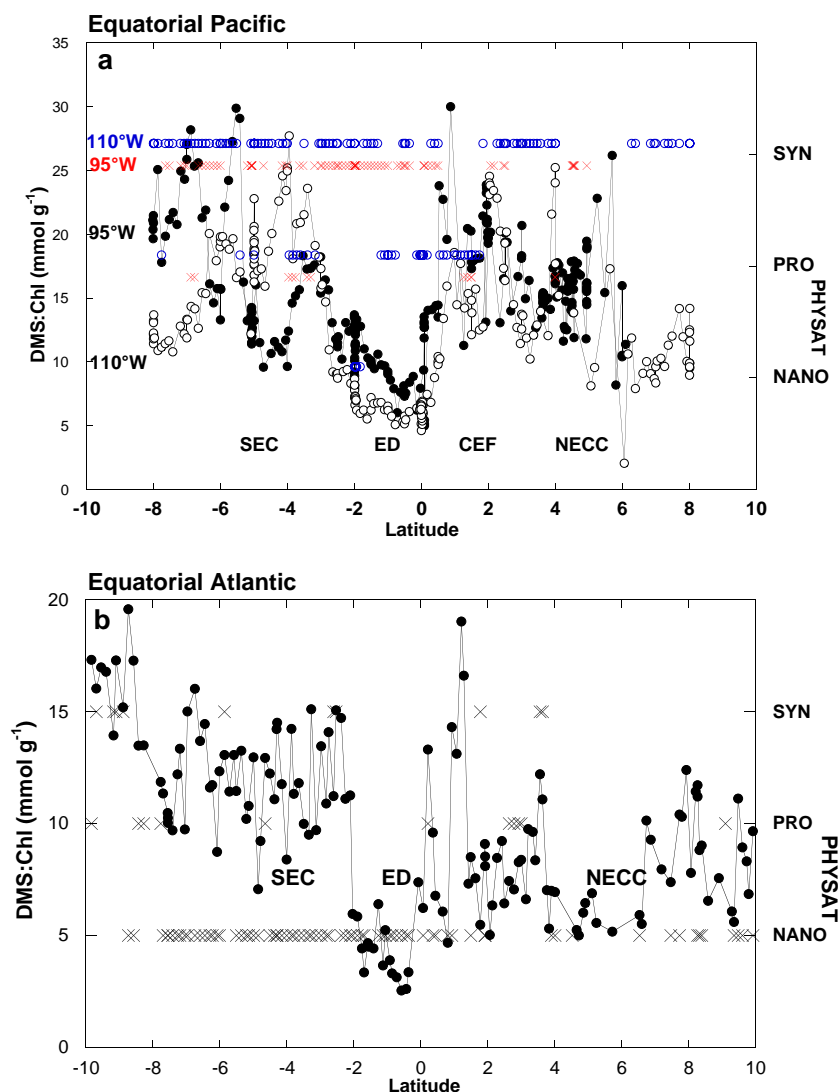 Equatorial Pacific
a
35
30
25
20
15
10
5
0
DMS:Chl (mmol g-1)
110°W
95°W
95°W
110°W
SYN
PRO
NANO
PHYSAT
SEC ED CEF NECC
-10 -8 -6 -4 -2 0 2 4 6 8 10
Latitude
Equatorial Atlantic
b
20
15
10
5
0
DMS:Chl (mmol g-1)
SYN
PRO
NANO
PHYSAT
SEC ED NECC
-10 -8 -6 -4 -2 0 2 4 6 8 10
Latitude